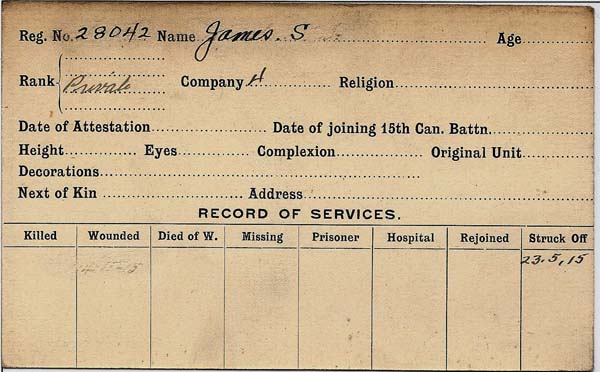 Reg. No. 28042 Name James. S Age
Rank Private Company H Religion
Date of Attestation Date of joining 15th Can. Battn.
Height Eyes Complexion Original Unit
Decorations
Next of Kin Address
RECORD OF SERVICES.
Killed Wounded Died of W. Missing Prisoner Hospital Rejoined Struck Off
23.5,15